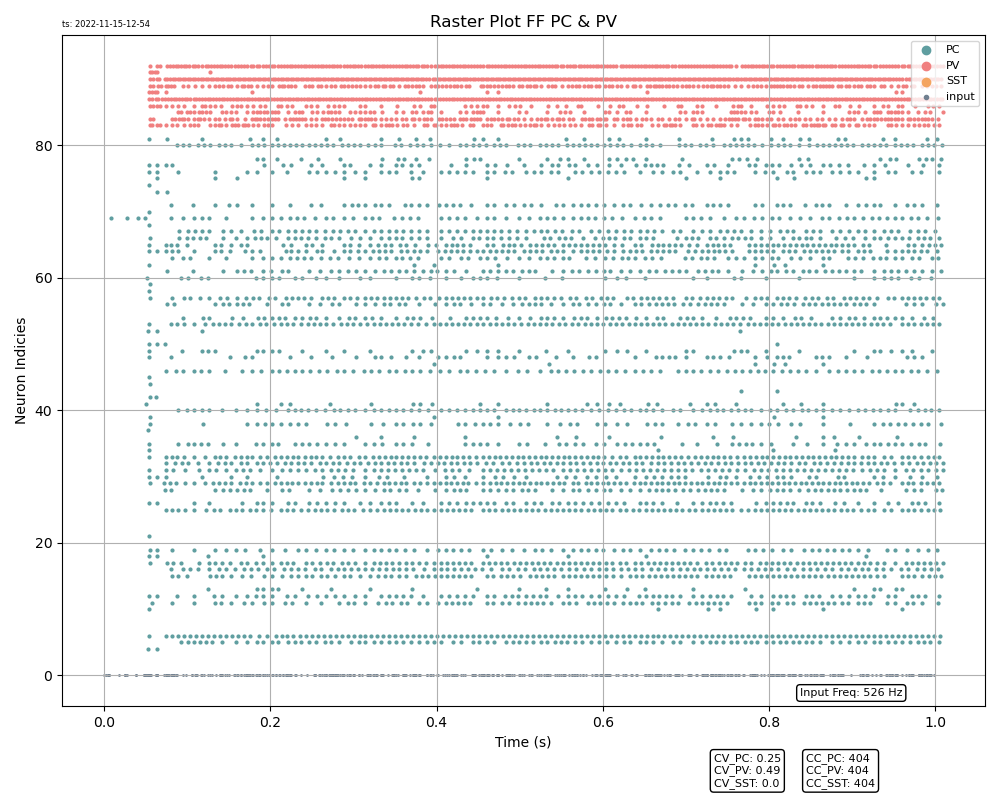 ts: 2022-11-15-12-54
Raster Plot FF PC & PV
PC
PV
SST
input
80
60
40
20
0
Neuron Indicies
Input Freq: 526 Hz
0.0 0.2 0.4 0.6 0.8 1.0
Time (s)
CV_PC: 0.25
CV_PV: 0.49
CV_SST: 0.0
CC_PC: 404
CC_PV: 404
CC_SST: 404